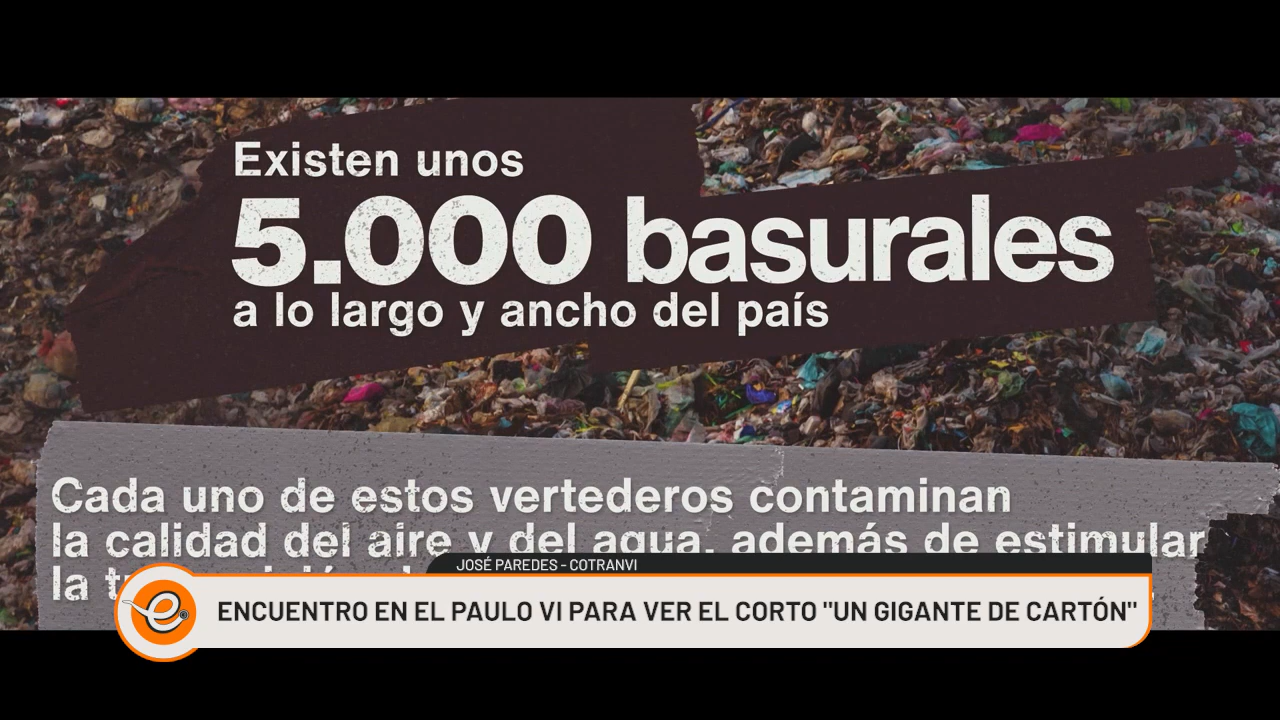 Existen unos
5.000 basurales
a lo largo y ancho del país
Cada uno de estos vertederos contaminan
la calidad del aire y del agua, además de estimular
la
JOSÉ PAREDES - COTRANVI
ENCUENTRO EN EL PAULO VI PARA VER EL CORTO "UN GIGANTE DE CARTÓN"